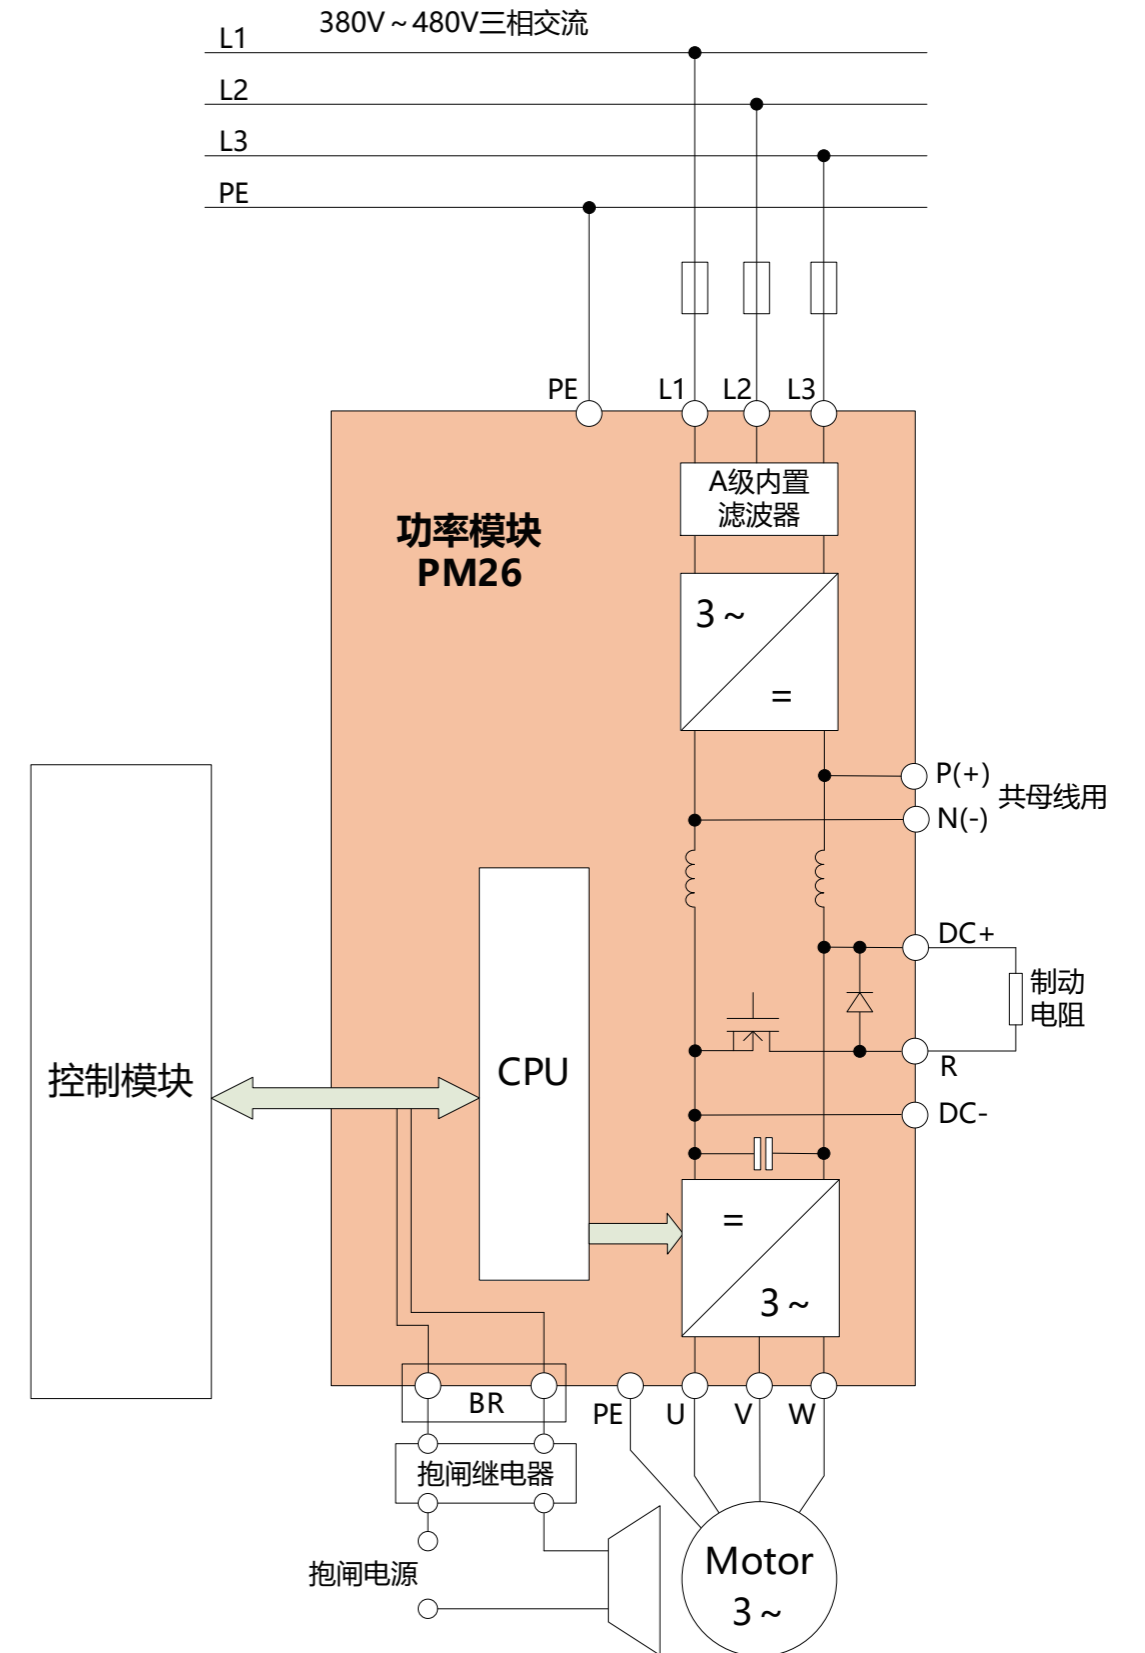 380V～480V三相交流
L1
L2
L3
PE
PE
L1
L2
L3
A级内置
滤波器
功率模块
PM26
3～
=
P(+)
N(-)
共母线用
DC+
制动
电阻
R
DC-
控制模块
CPU
=
3～
BR
PE
U
V
W
抱闸继电器
抱闸电源
Motor
3～